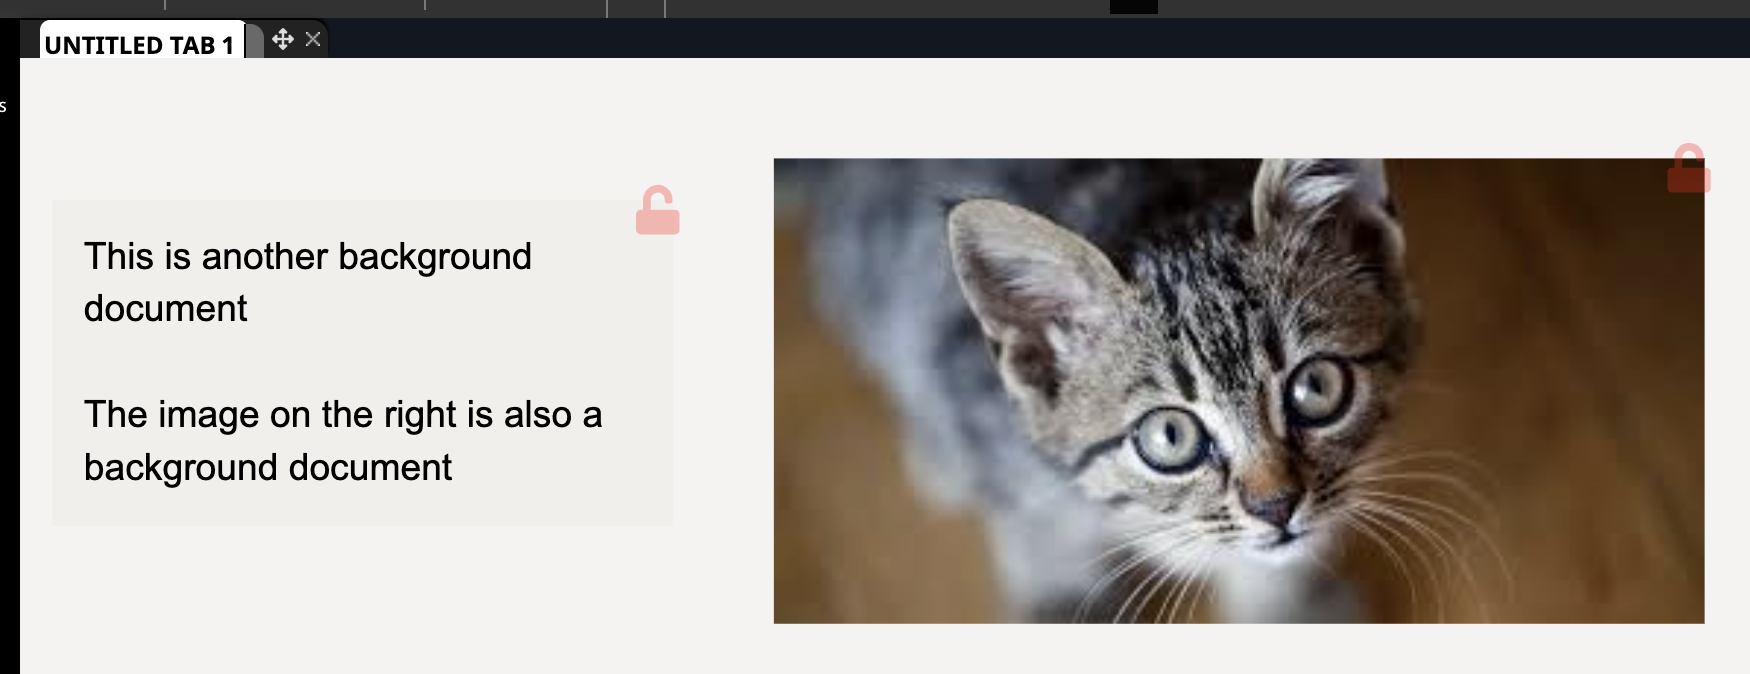 UNTITLED TAB 1
s
This is another background
document
The image on the right is also a
background document